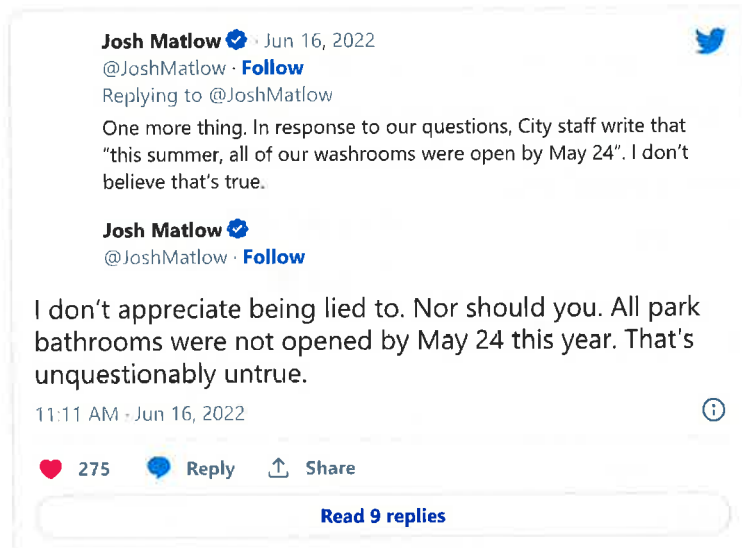 Josh Matlow · Jun 16, 2022
@JoshMatlow · Follow
Replying to @JoshMatlow
One more thing. In response to our questions, City staff write that
"this summer, all of our washrooms were open by May 24". I don't
believe that's true.
Josh Matlow
@JoshMatlow · Follow
I don't appreciate being lied to. Nor should you. All park
bathrooms were not opened by May 24 this year. That's
unquestionably untrue.
11:11 AM · Jun 16, 2022
275 Reply Share
Read 9 replies